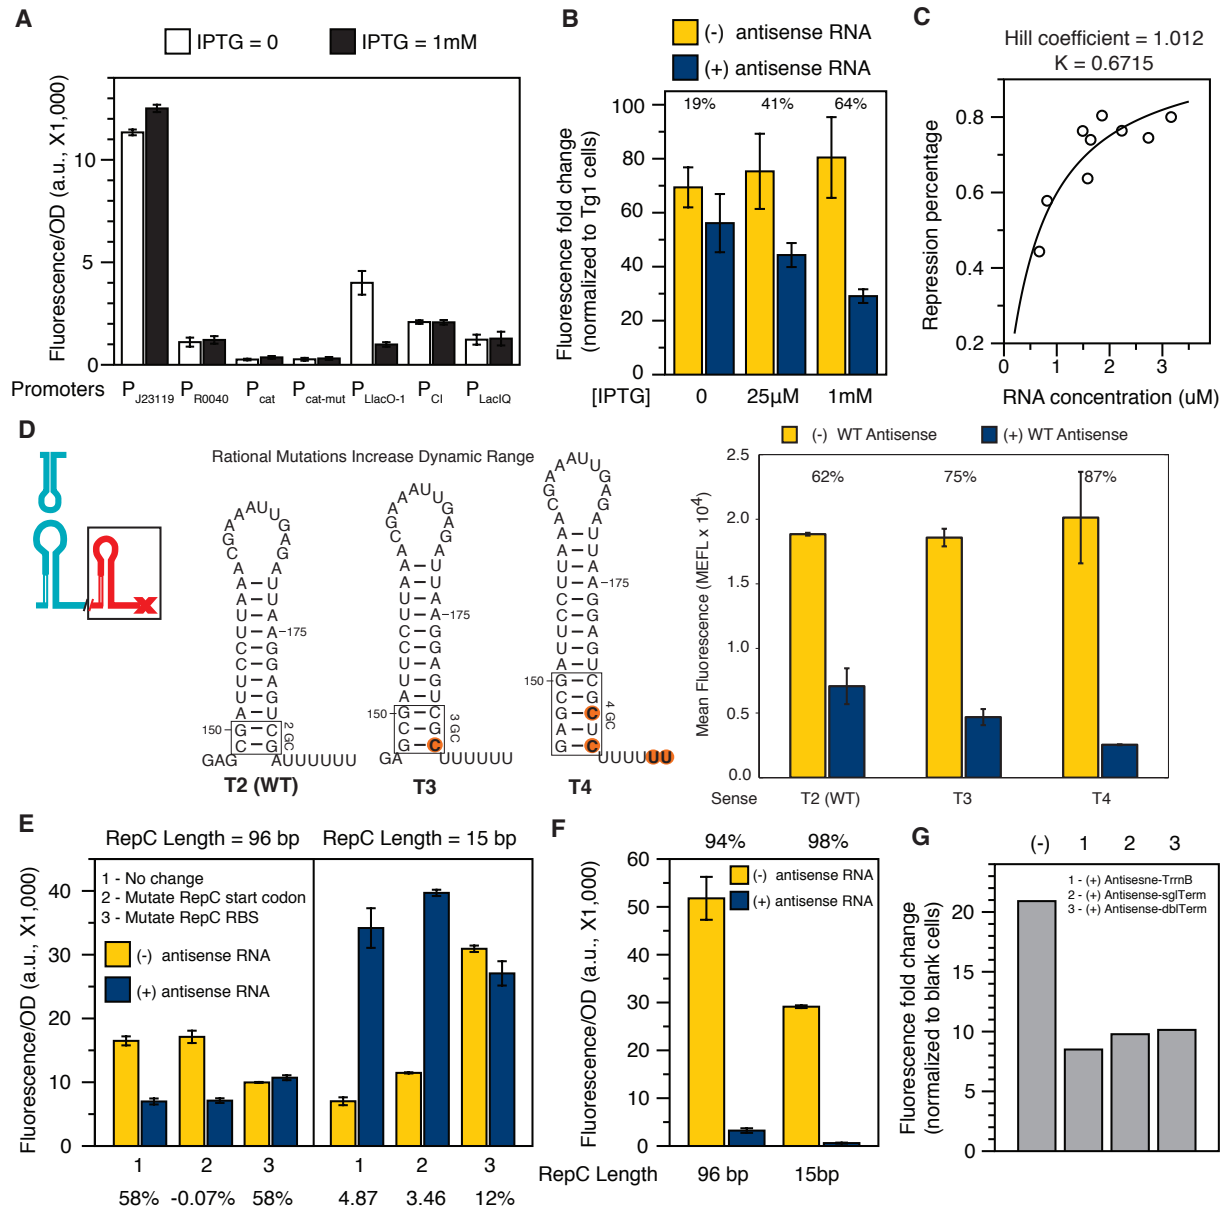 A
IPTG = 0
IPTG = 1mM
Fluorescence/OD (a.u., X1,000)
10
5
0
Promoters
PJ23119
PR0040
Pcat
Pcat-mut
PLlacO-1
PCI
PLacIQ
B
(-) antisense RNA
(+) antisense RNA
Fluorescence fold change
(normalized to Tg1 cells)
100
80
60
40
20
0
19%
41%
64%
[IPTG]
0
25µM
1mM
C
Hill coefficient = 1.012
K = 0.6715
Repression percentage
0.8
0.6
0.4
0.2
0
1
2
3
RNA concentration (uM)
D
Rational Mutations Increase Dynamic Range
A A U U
A G
G A
C G
A A
A – U
A – U
U – A –175
U – A
C – G
C – G
U – A
U – G
A – U
150 – G – C
C – G
2 GC
GAG AUUUUUU
T2 (WT)
A A U U
A G
G A
C G
A A
A – U
A – U
U – A –175
U – A
C – G
C – G
U – A
U – G
A – U
150 – G – C
C – G
G – C
3 GC
GA UUUUUU
T3
A A U U
A G
G A
C G
A A
A – U
A – U
U – A –175
U – G
C – G
C – A
U – G
A – U
150 – G – C
C – G
G – C
A – U
G – C
4 GC
UUUUUU
T4
(-) WT Antisense
(+) WT Antisense
Mean Fluorescence (MEFL x 10⁴)
2.5
2.0
1.5
1.0
0.5
0.0
62%
75%
87%
Sense
T2 (WT)
T3
T4
E
RepC Length = 96 bp
RepC Length = 15 bp
1 - No change
2 - Mutate RepC start codon
3 - Mutate RepC RBS
(-) antisense RNA
(+) antisense RNA
Fluorescence/OD (a.u., X1,000)
40
30
20
10
0
1
2
3
1
2
3
58%
-0.07%
58%
4.87
3.46
12%
F
94%
98%
(-) antisense RNA
(+) antisense RNA
Fluorescence/OD (a.u., X1,000)
60
50
40
30
20
10
0
RepC Length
96 bp
15bp
G
(-)
1
2
3
1 - (+) Antisesne-TrrnB
2 - (+) Antisense-sglTerm
3 - (+) Antisense-dblTerm
Fluorescence fold change
(normalized to blank cells)
20
15
10
5
0